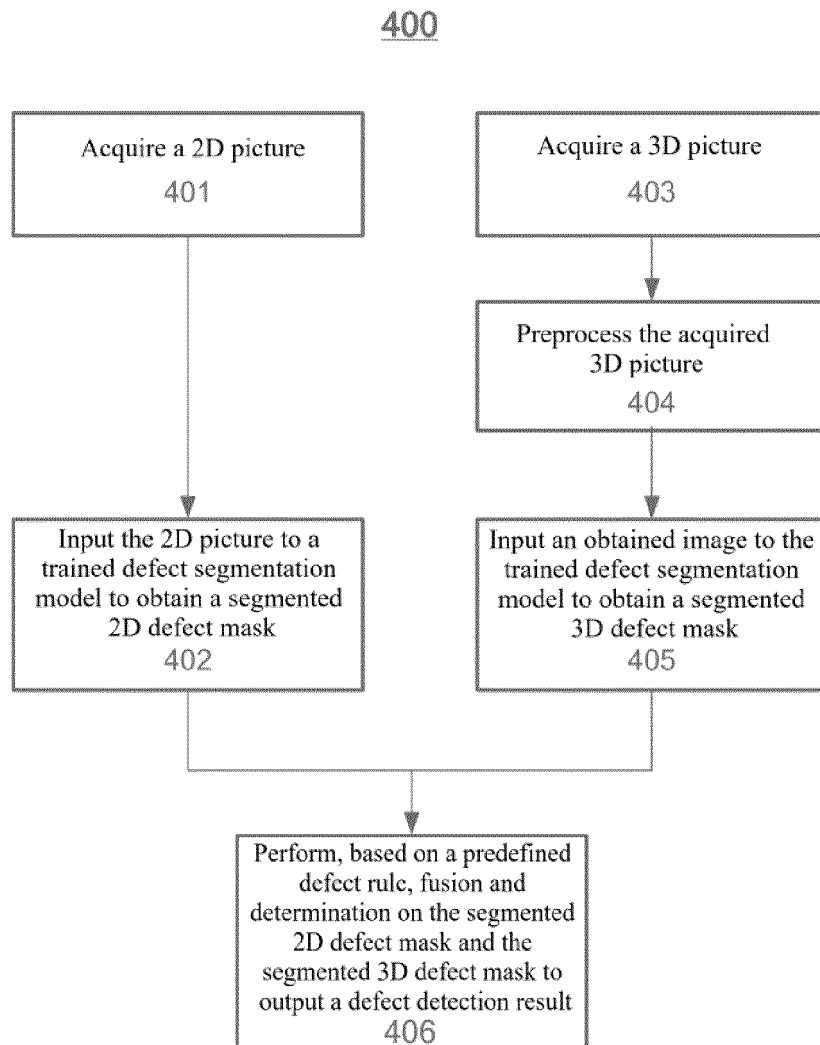 400
Acquire a 2D picture
401
Acquire a 3D picture
403
Preprocess the acquired
3D picture
404
Input the 2D picture to a
trained defect segmentation
model to obtain a segmented
2D defect mask
402
Input an obtained image to the
trained defect segmentation
model to obtain a segmented
3D defect mask
405
Perform, based on a predefined
defect rule, fusion and
determination on the segmented
2D defect mask and the
segmented 3D defect mask to
output a defect detection result
406